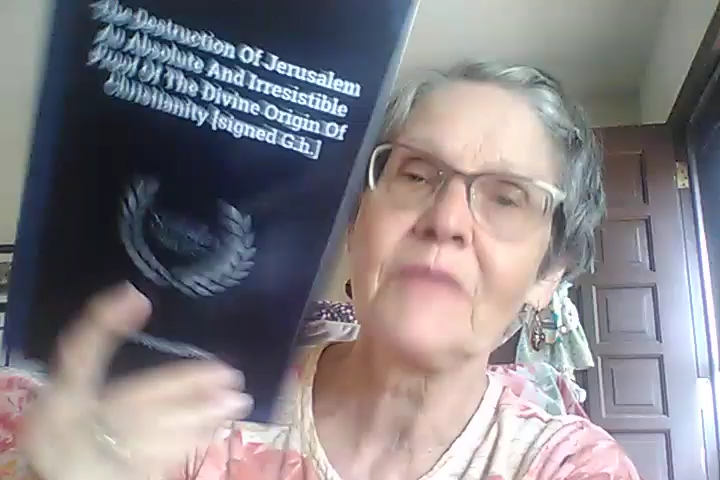 The Destruction Of Jerusalem
An Absolute And Irresistible
Proof Of The Divine Origin Of
Christianity [signed G.h.]